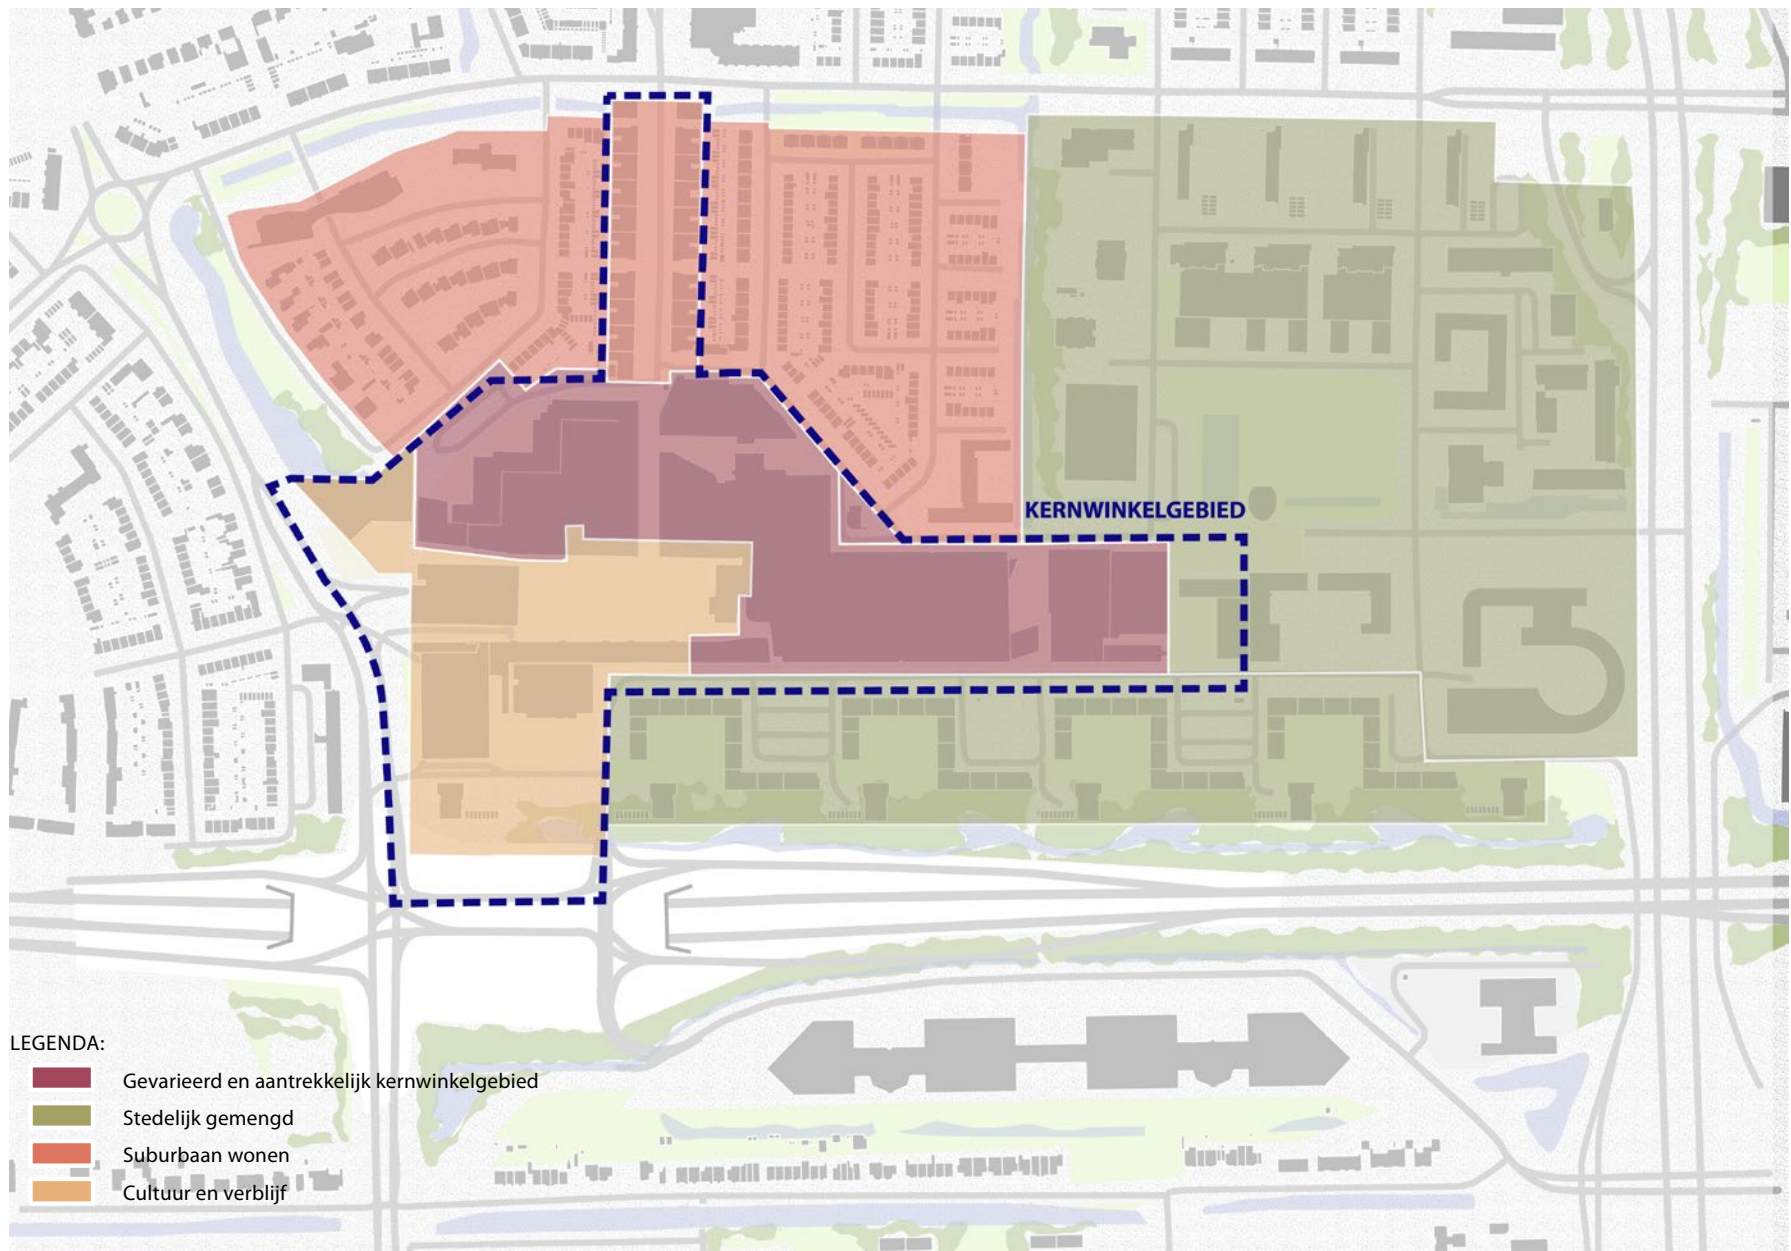 KERNWINKELGEBIED
LEGENDA:
Gevarieerd en aantrekkelijk kernwinkelgebied
Stedelijk gemengd
Suburbaan wonen
Cultuur en verblijf